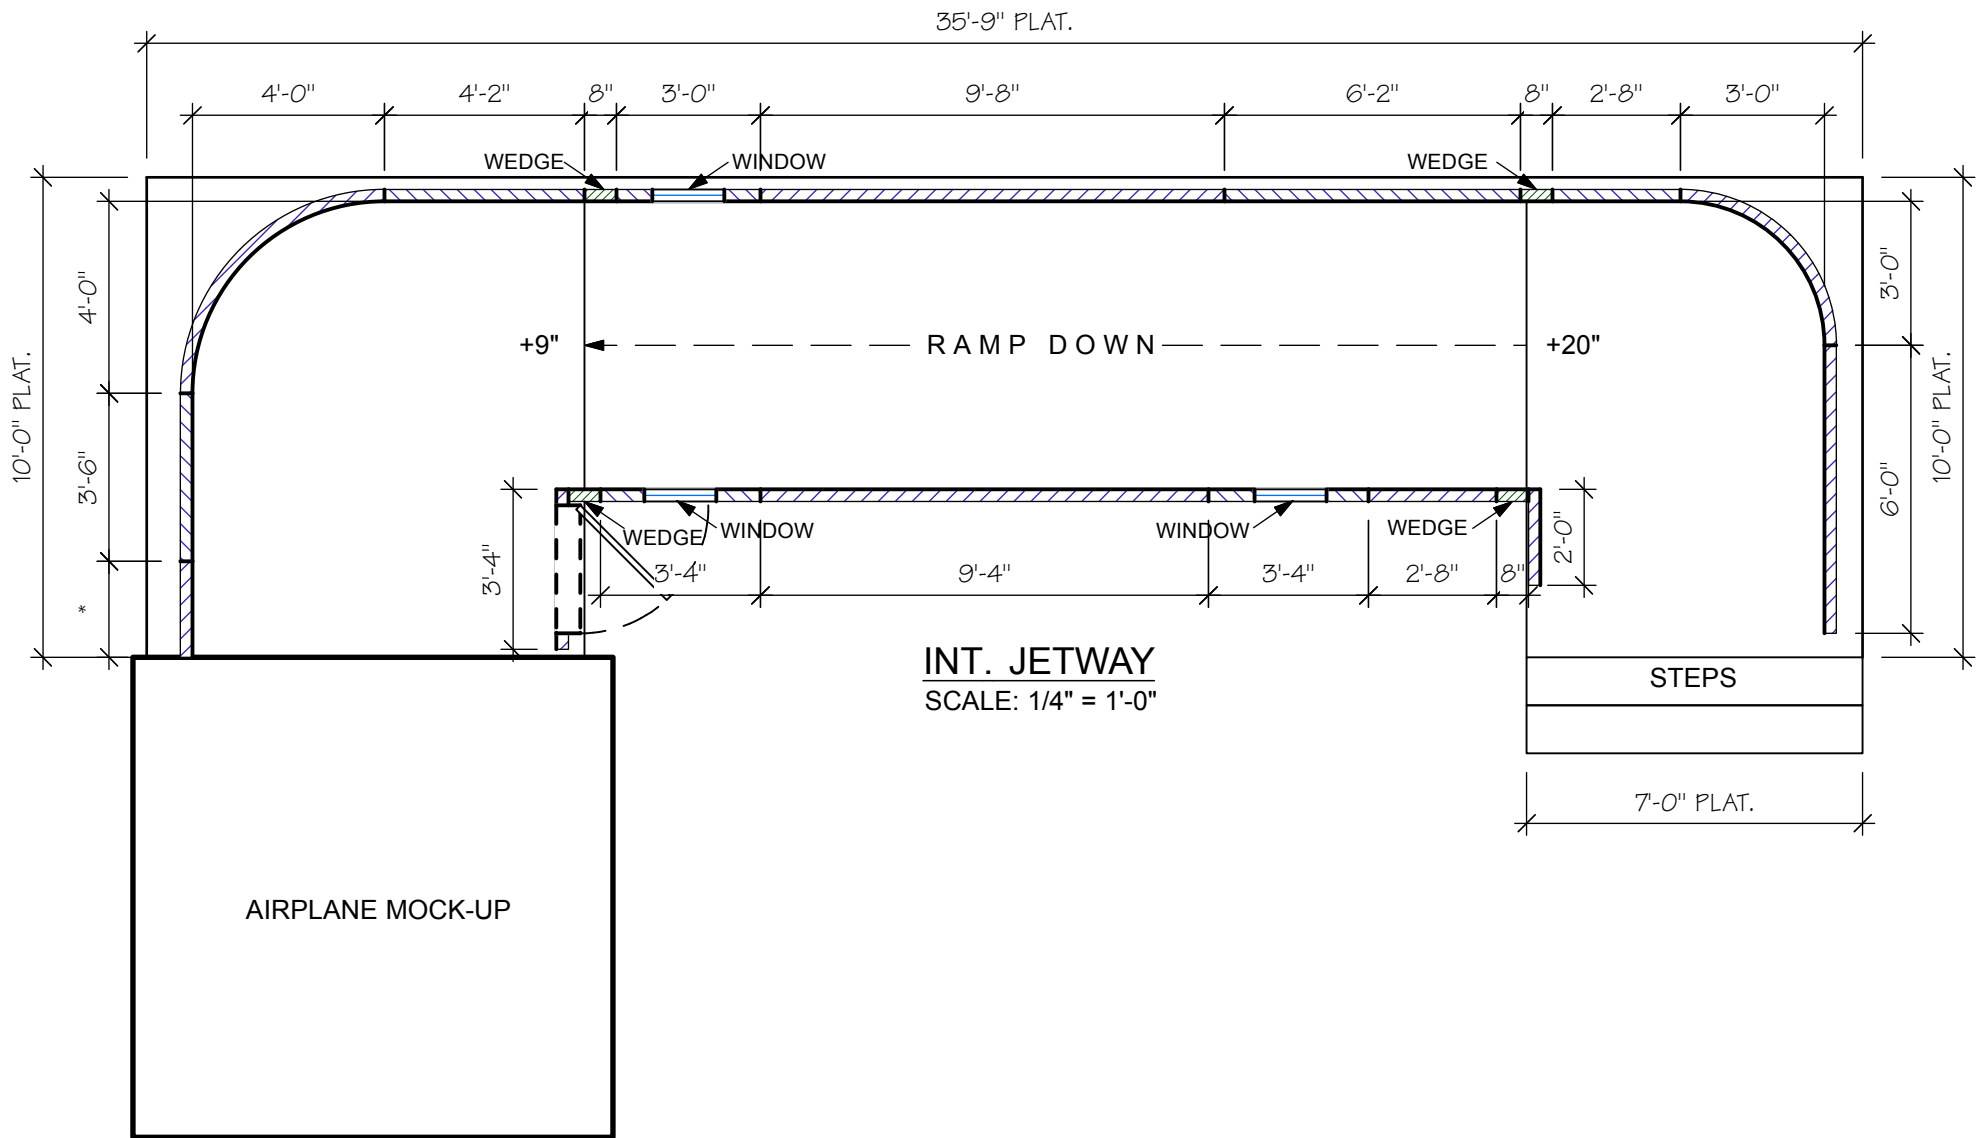 35'-9" PLAT.
4'-0" 4'-2" 8" 3'-0" 9'-8" 6'-2" 8" 2'-8" 3'-0"
WEDGE WINDOW WEDGE
10'-0" PLAT.
4'-0"
3'-6"
*
+9" RAMP DOWN +20"
3'-0"
6'-0"
10'-0" PLAT.
WEDGE WINDOW WINDOW WEDGE
3'-4"
3'-4" 9'-4" 3'-4" 2'-8" 8"
2'-0"
INT. JETWAY
SCALE: 1/4" = 1'-0"
STEPS
7'-0" PLAT.
AIRPLANE MOCK-UP